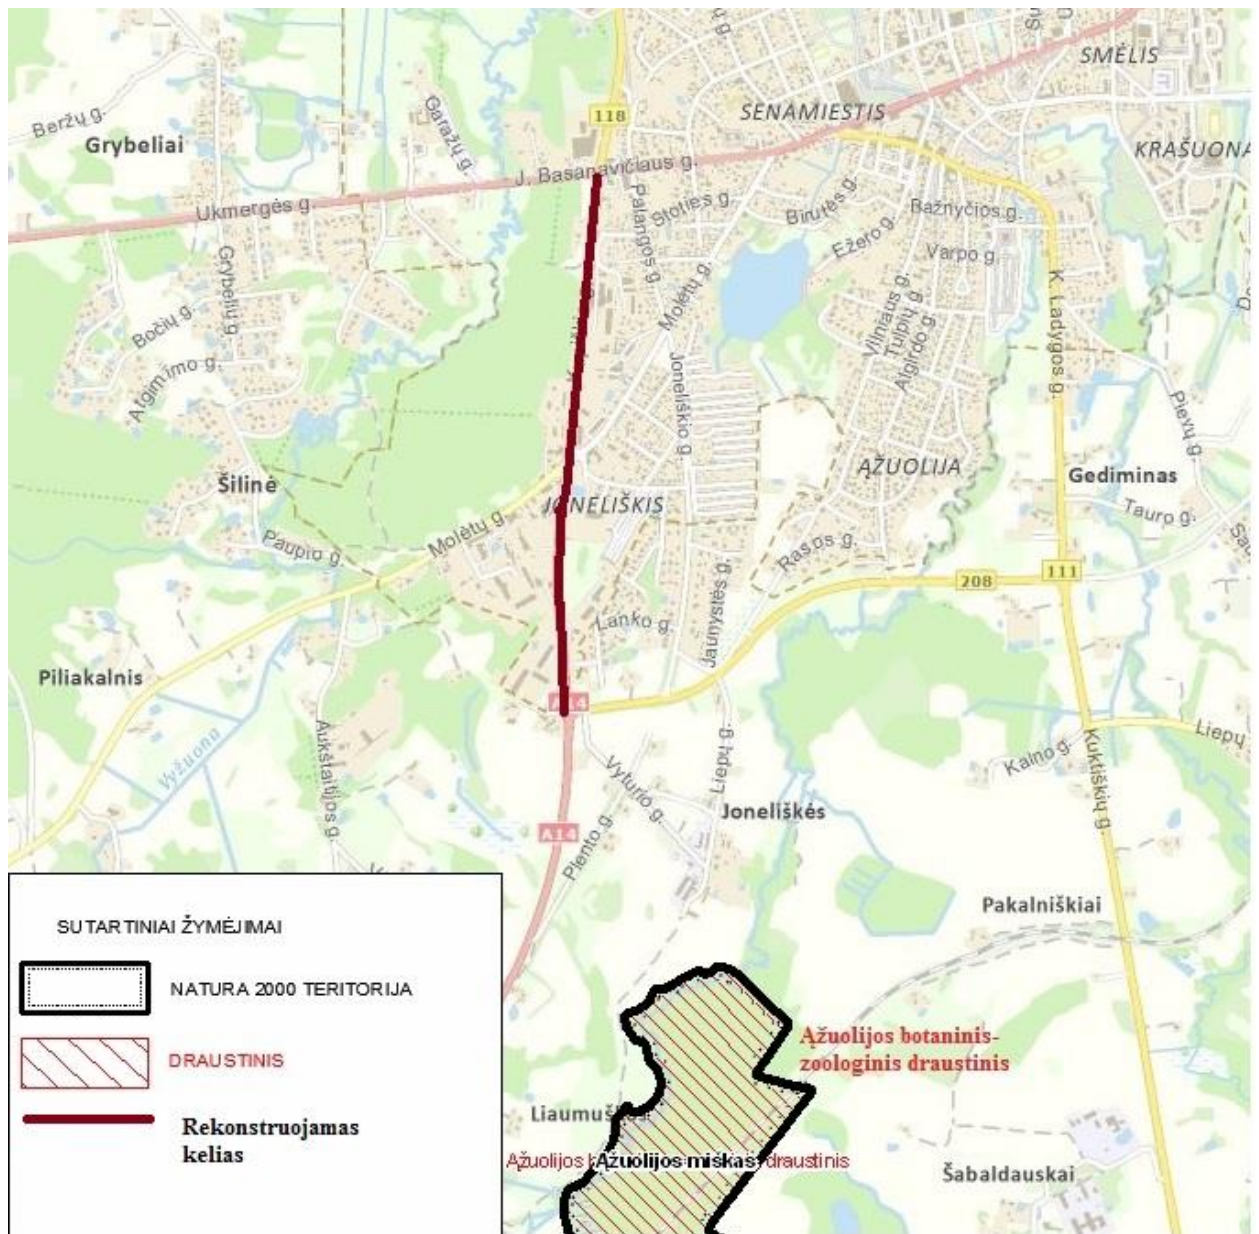 SMĖLIS
SENAMIESTIS
118
Beržų g.
Garažų g.
Grybeliai
KRAŠUONA
J. Basanavičiaus g.
Ukmergės g.
Palangos g.
Stoties g.
Birutės g.
Bažnyčios g.
Ežero g.
Varpo g.
Grybelių g.
Molėtų g.
K. Ladygos g.
Bočių g.
Vilniaus g.
Tulpių g.
Algirdo g.
Atgimimo g.
Joneliškio g.
Pievų g.
ĄŽUOLIJA
Gediminas
Šilinė
JONELIŠKIS
Tauro g.
Molėtų g.
Paupio g.
Rasos g.
208
111
Jaunystės g.
Lanko g.
Piliakalnis
A14
Aukštaitijos g.
Vyžuona
Liepų g.
Liepų g.
Kalno g.
Kuktiškių g.
Vyturio g.
Joneliškės
A14
Plento g.
Pakalniškiai
SUTARTINIAI ŽYMĖJIMAI
NATURA 2000 TERITORIJA
DRAUSTINIS
Rekonstruojamas
kelias
Ąžuolijos botaninis-
zoologinis draustinis
Ąžuolijos miškas
Ąžuolijos draustinis
Šabaldauskai